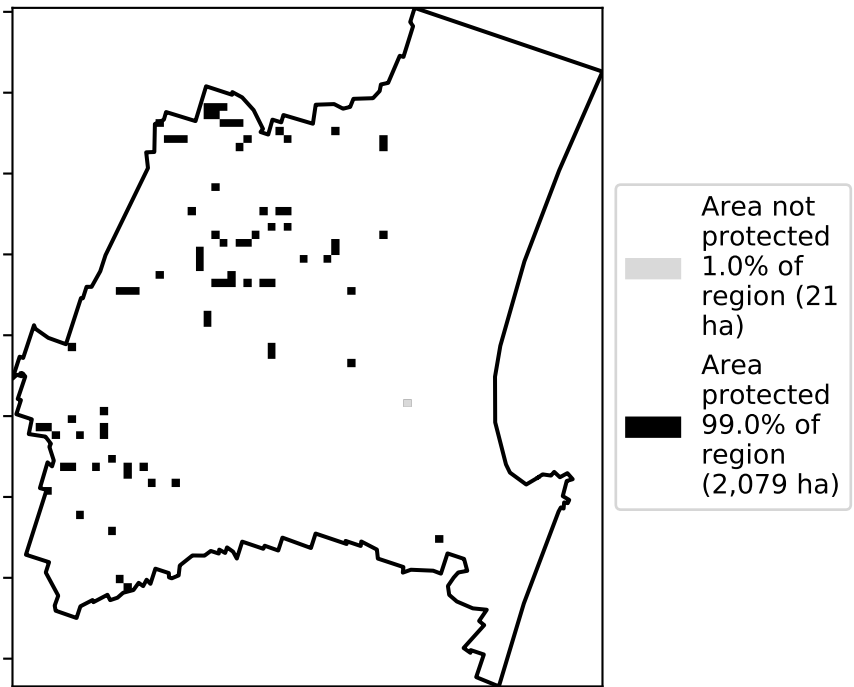 Area not
protected
1.0% of
region (21
ha)
Area
protected
99.0% of
region
(2,079 ha)